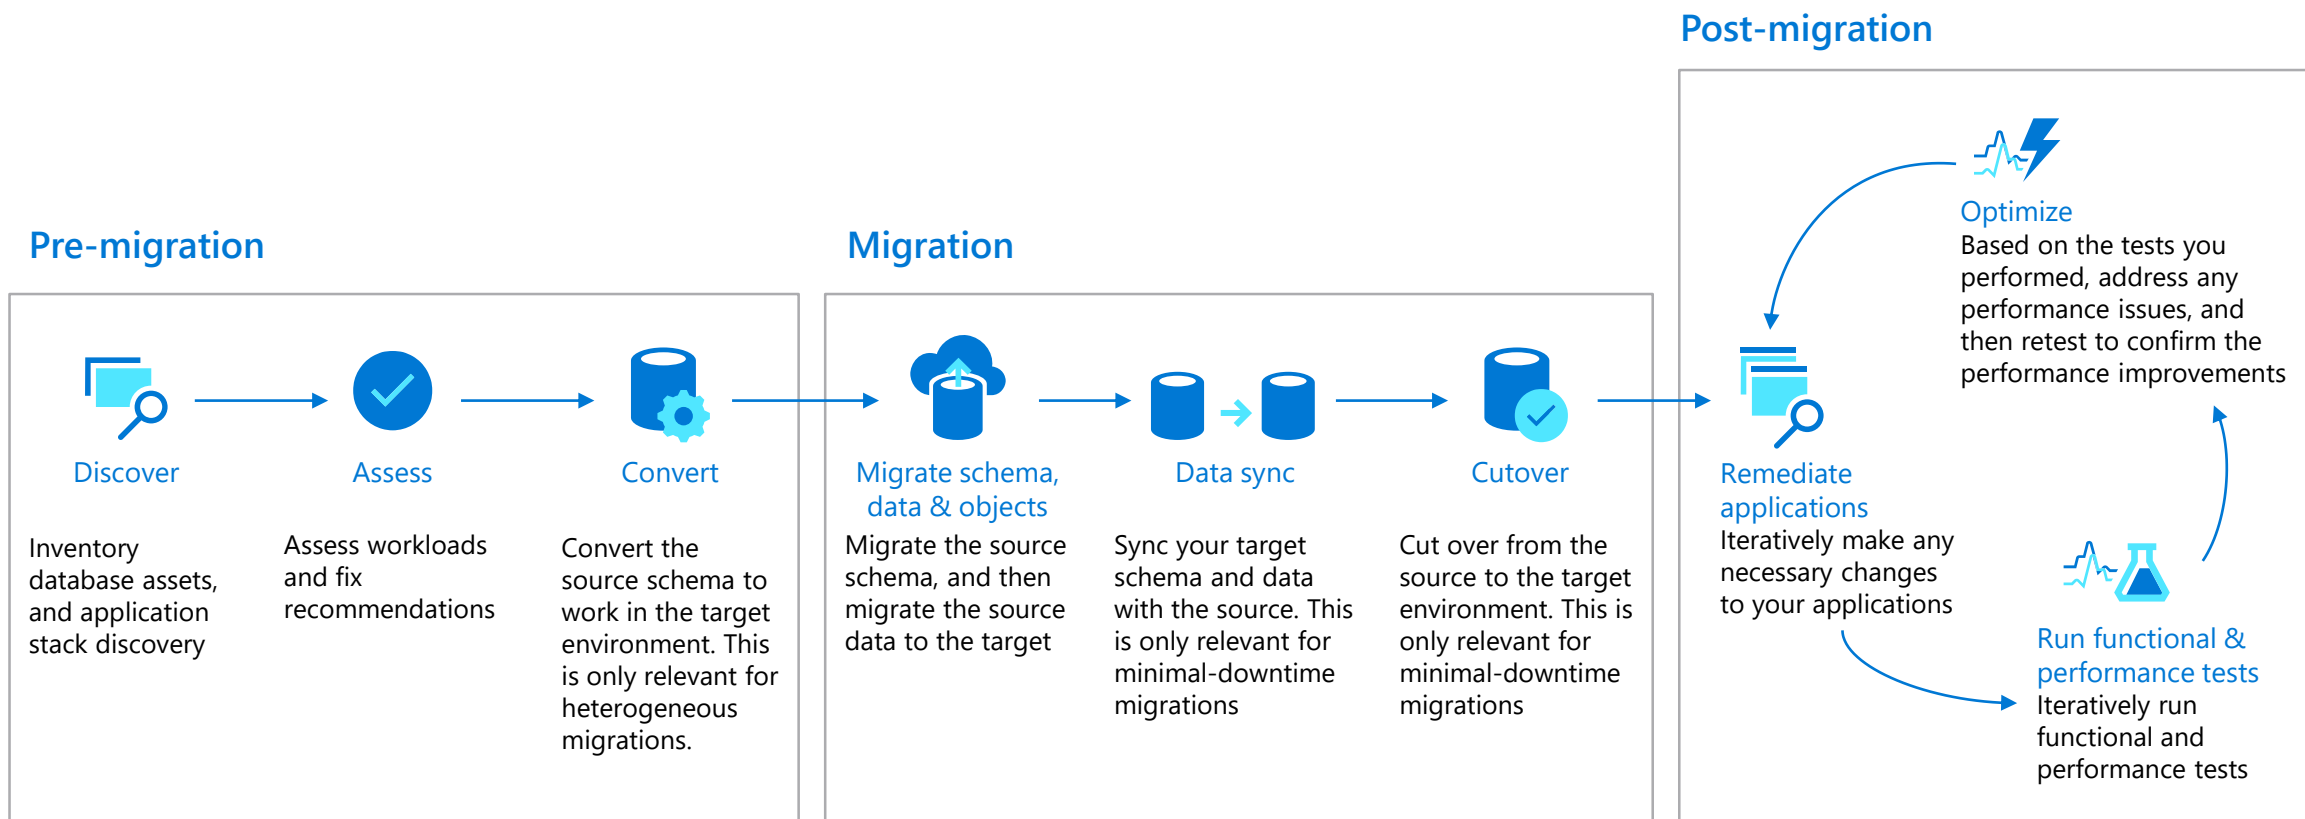 Pre-migration
Discover
Inventory
database assets,
and application
stack discovery
Assess
Assess workloads
and fix
recommendations
Convert
Convert the
source schema to
work in the target
environment. This
is only relevant for
heterogeneous
migrations.
Migration
Migrate schema,
data & objects
Migrate the source
schema, and then
migrate the source
data to the target
Data sync
Sync your target
schema and data
with the source. This
is only relevant for
minimal-downtime
migrations
Cutover
Cut over from the
source to the target
environment. This is
only relevant for
minimal-downtime
migrations
Post-migration
Remediate
applications
Iteratively make any
necessary changes
to your applications
Run functional &
performance tests
Iteratively run
functional and
performance tests
Optimize
Based on the tests you
performed, address any
performance issues, and
then retest to confirm the
performance improvements